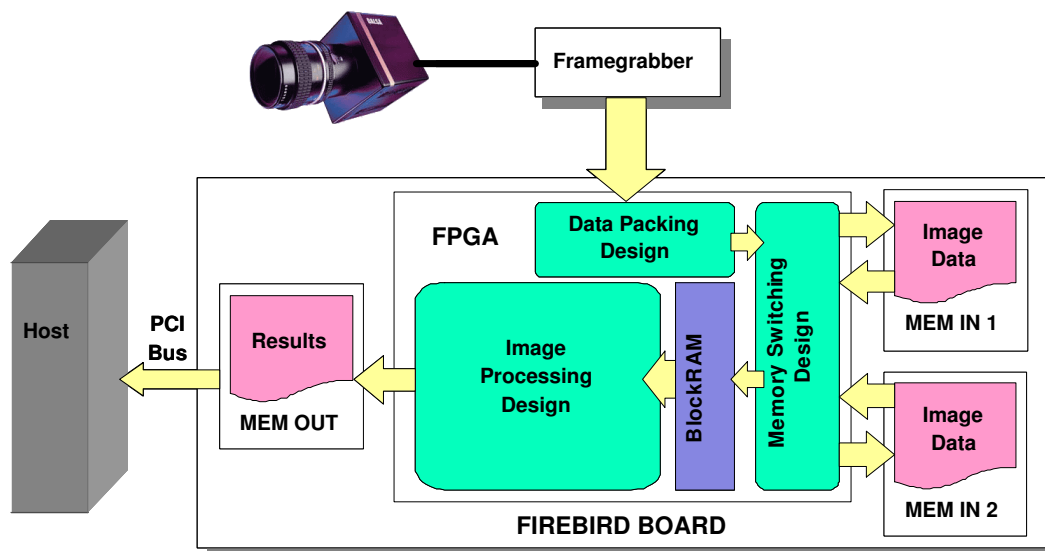 DALSA
Framegrabber
FPGA
Data Packing
Design
Memory Switching
Design
Image
Data
MEM IN 1
Host
PCI
Bus
Results
MEM OUT
Image
Processing
Design
BlockRAM
Image
Data
MEM IN 2
FIREBIRD BOARD